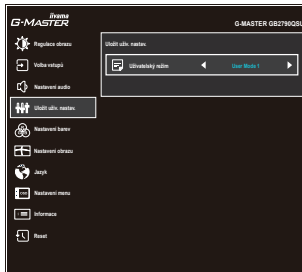 iiyama
G-MASTER
G-MASTER GB2790QSU
Regulace obrazu
Uložit uživ. nastav.
Volba vstupů
Uživatelský režim
User Mode 1
Nastavení audio
Uložit uživ. nastav.
Nastavení barev
Nastavení obrazu
Jazyk
OSD
Nastavení menu
Informace
Reset